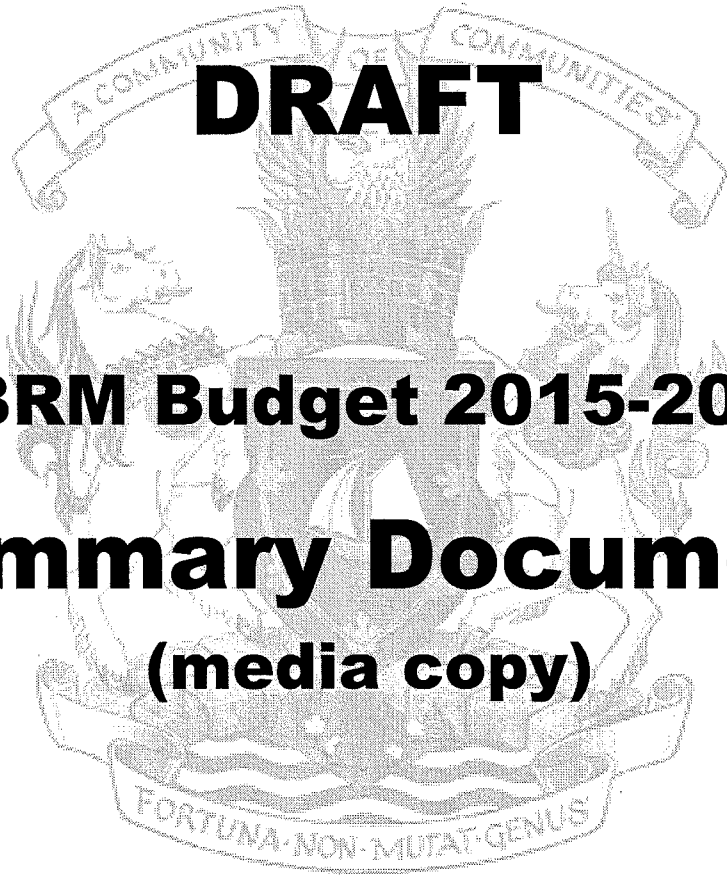 A COMMUNITY OF COMMUNITIES
DRAFT
BRM Budget 2015-20
mmary Docum
(media copy)
FORTUNA·NON·MUTAT·GENUS